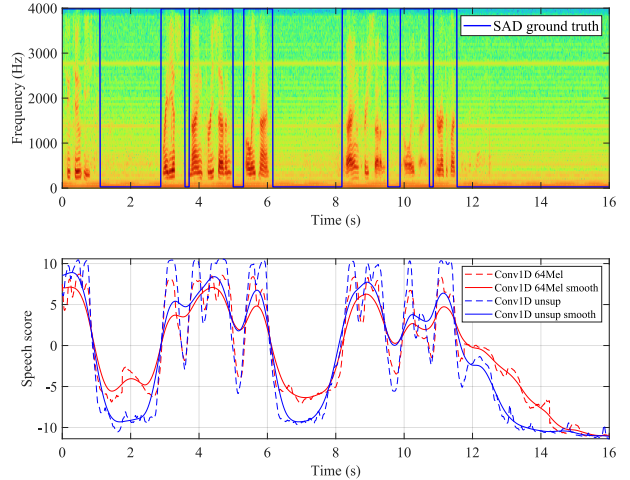 4000
3000
2000
1000
0
Frequency (Hz)
SAD ground truth
0 2 4 6 8 10 12 14 16
Time (s)
10
5
0
-5
-10
Speech score
Conv1D 64Mel
Conv1D 64Mel smooth
Conv1D unsup
Conv1D unsup smooth
0 2 4 6 8 10 12 14 16
Time (s)